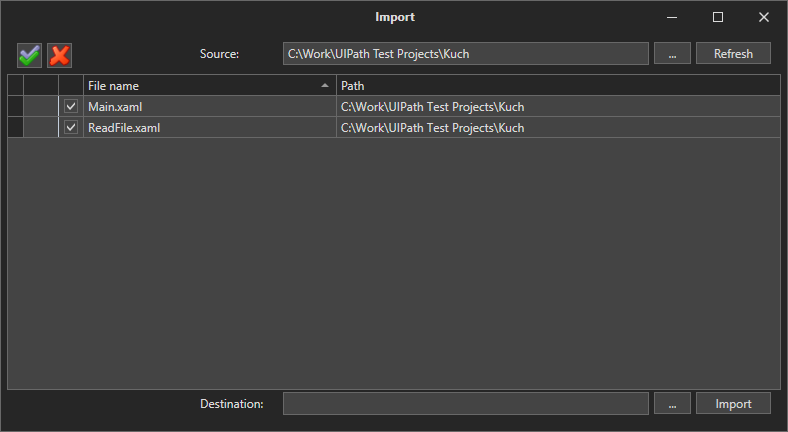 Import
Source: C:\Work\UIPath Test Projects\Kuch ... Refresh
File name Path
Main.xaml C:\Work\UIPath Test Projects\Kuch
ReadFile.xaml C:\Work\UIPath Test Projects\Kuch
Destination: ... Import